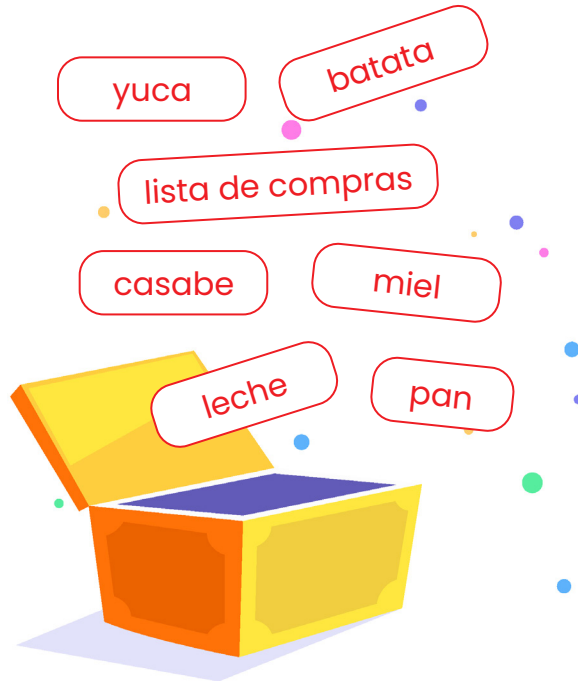 yuca
batata
lista de compras
casabe
miel
leche
pan